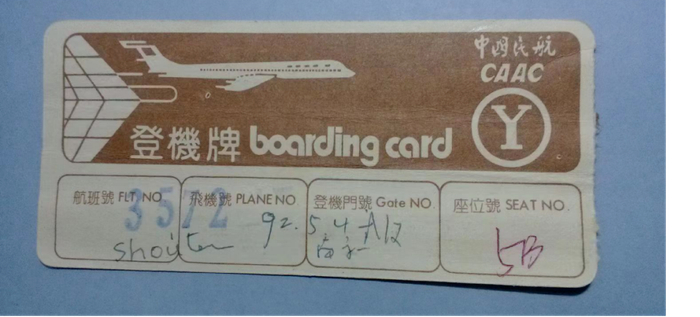 中國民航
CAAC
Y
登機牌 boarding card
航班號 FLT NO 飛機號 PLANE NO 登機門號 Gate NO 座位號 SEAT NO.
3572
92. 5.4 5B